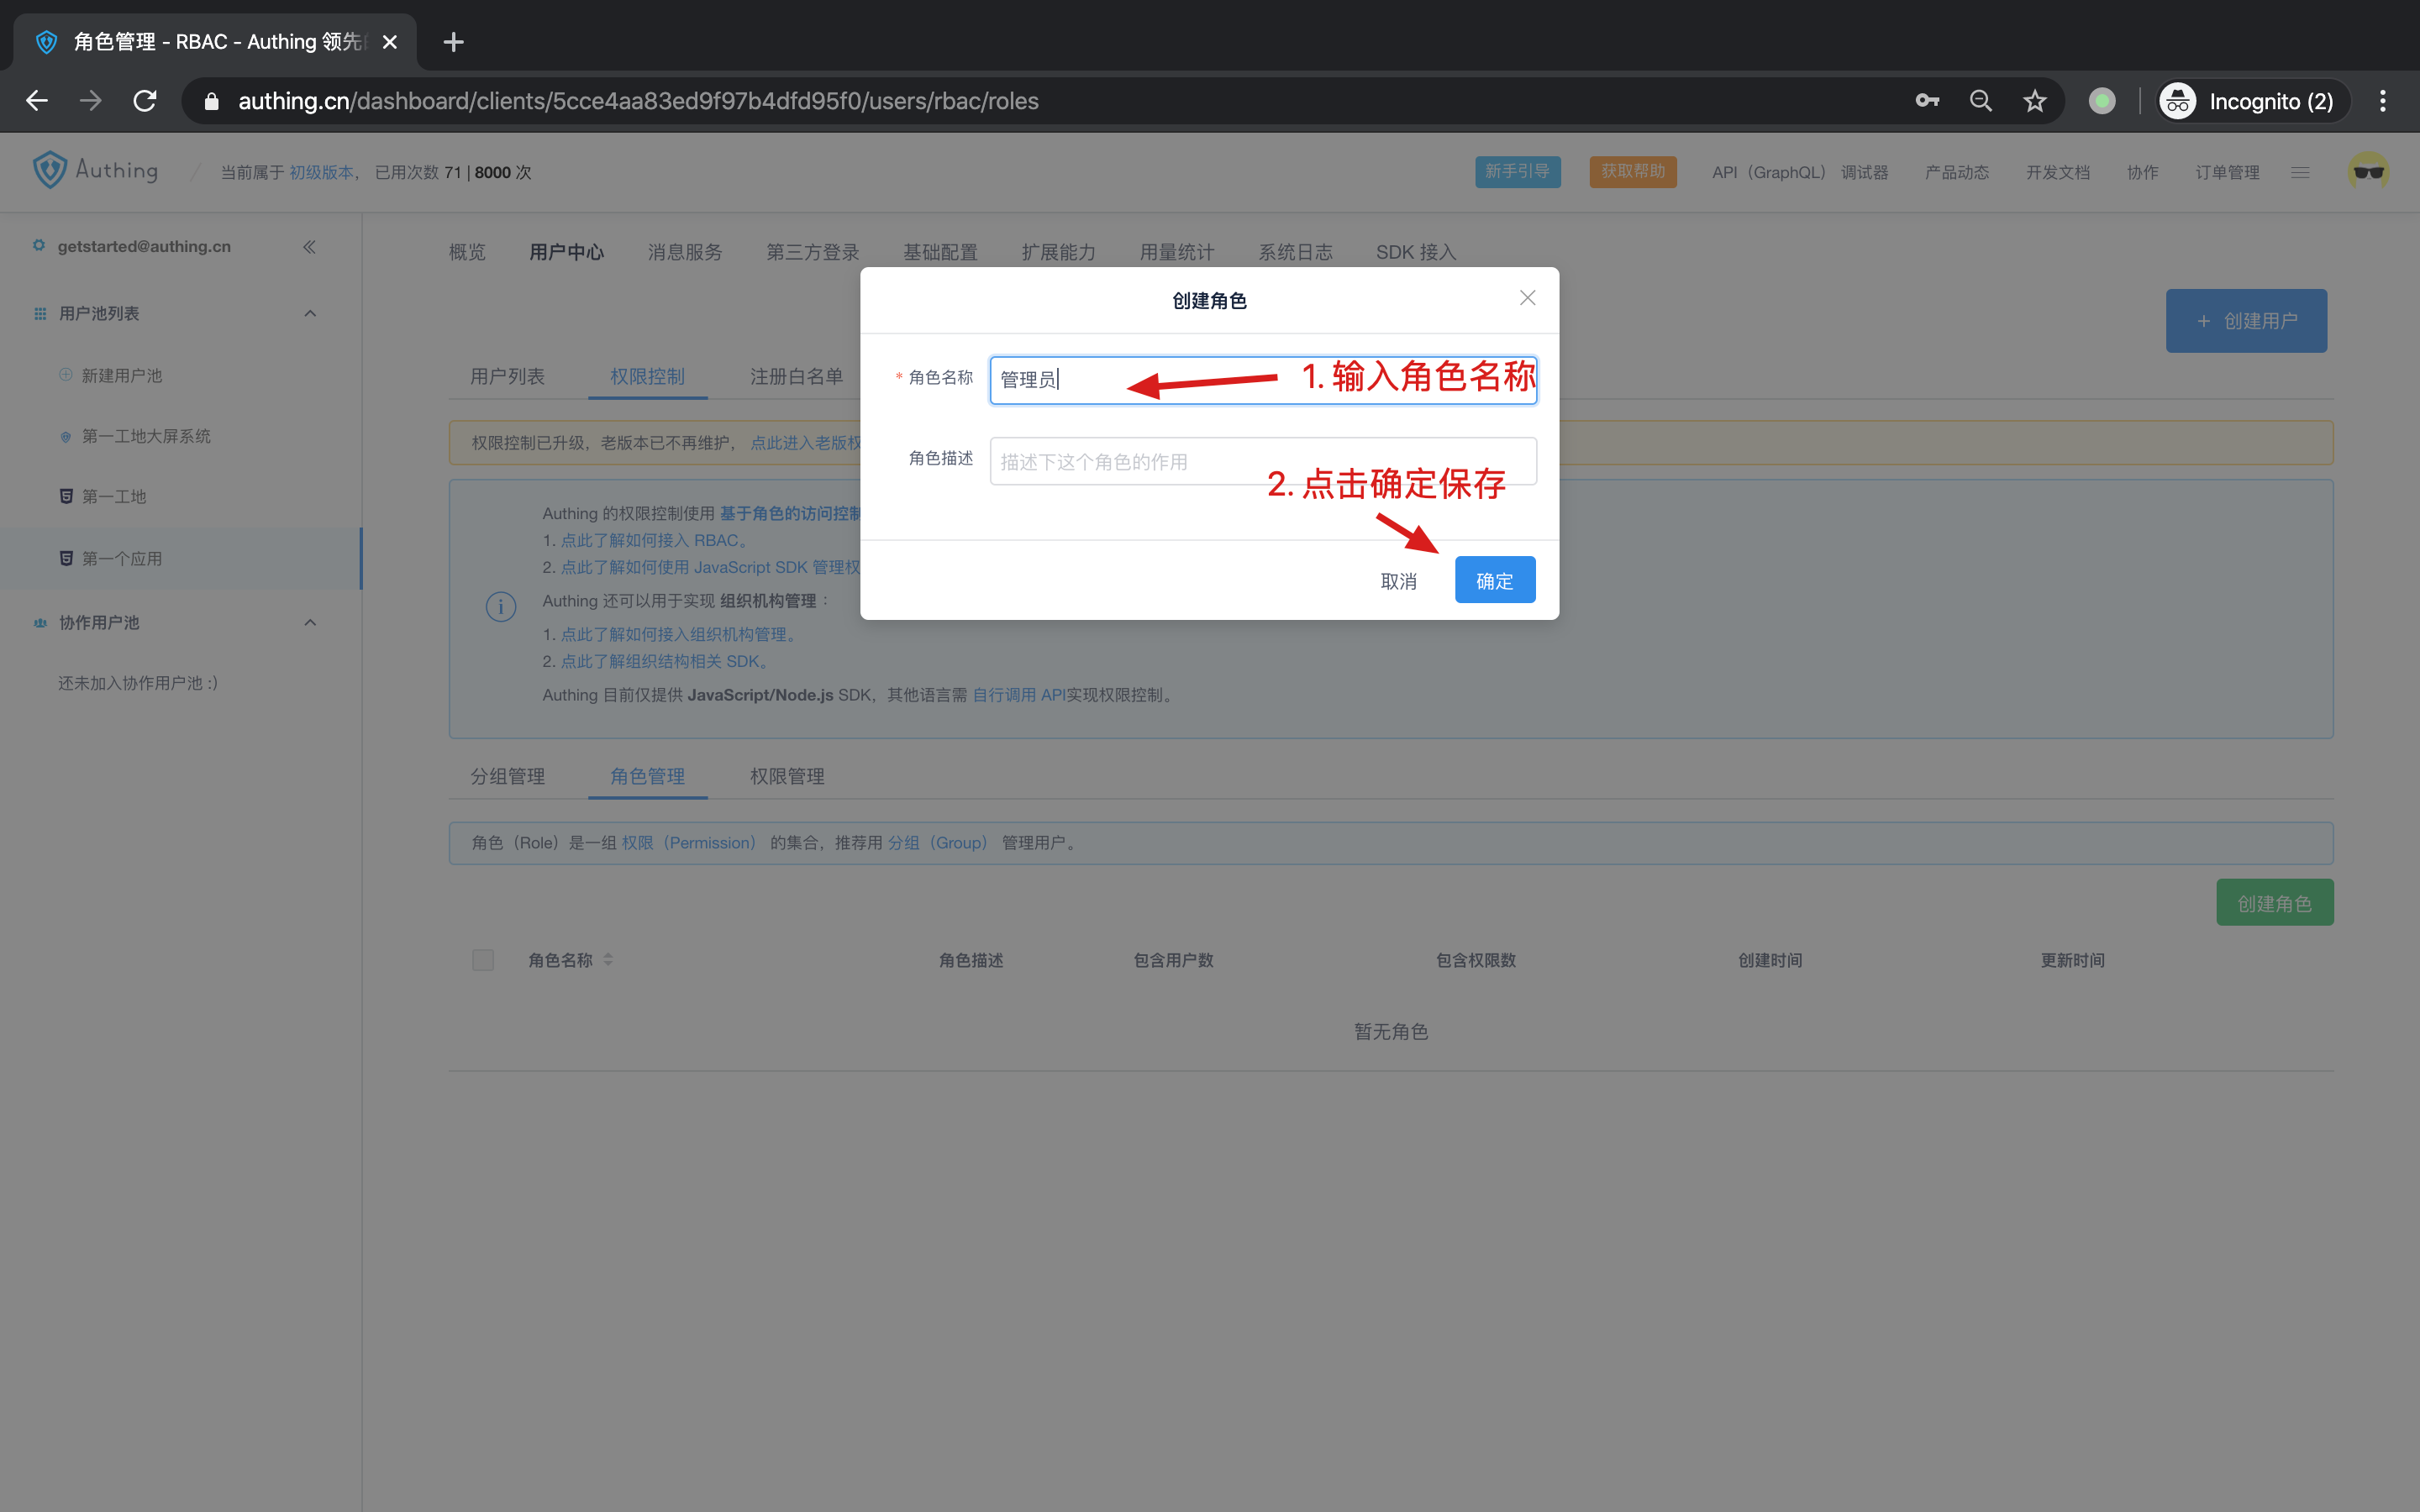 角色管理 - RBAC - Authing 领先
authing.cn/dashboard/clients/5cce4aa83ed9f97b4dfd95f0/users/rbac/roles
Incognito (2)
Authing / 当前属于 初级版本， 已用次数 71 | 8000 次
新手引导 获取帮助 API（GraphQL） 调试器 产品动态 开发文档 协作 订单管理
getstarted@authing.cn
用户池列表
新建用户池
第一工地大屏系统
第一工地
第一个应用
协作用户池
还未加入协作用户池 :)
概览 用户中心 消息服务 第三方登录 基础配置 扩展能力 用量统计 系统日志 SDK 接入
+ 创建用户
用户列表 权限控制 注册白名单
权限控制已升级，老版本已不再维护， 点此进入老版权
Authing 的权限控制使用 基于角色的访问控制
1. 点此了解如何接入 RBAC。
2. 点此了解如何使用 JavaScript SDK 管理权
Authing 还可以用于实现 组织机构管理：
1. 点此了解如何接入组织机构管理。
2. 点此了解组织结构相关 SDK。
Authing 目前仅提供 JavaScript/Node.js SDK，其他语言需 自行调用 API实现权限控制。
创建角色
* 角色名称 管理员
1. 输入角色名称
角色描述 描述下这个角色的作用
2. 点击确定保存
取消 确定
分组管理 角色管理 权限管理
角色（Role）是一组 权限（Permission） 的集合，推荐用 分组（Group） 管理用户。
创建角色
角色名称 角色描述 包含用户数 包含权限数 创建时间 更新时间
暂无角色